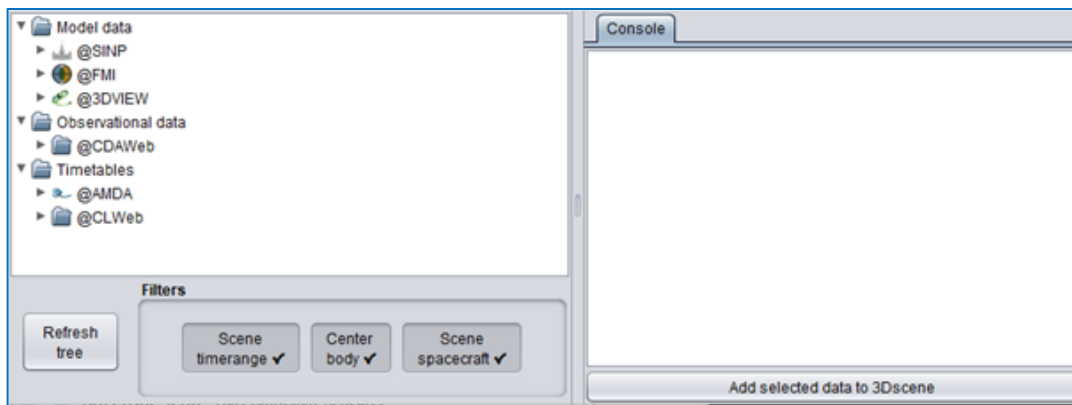 Model data
@SINP
@FMI
@3DVIEW
Observational data
@CDAWeb
Timetables
@AMDA
@CLWeb
Filters
Refresh
tree
Scene
timerange ✔
Center
body ✔
Scene
spacecraft ✔
Console
Add selected data to 3Dscene